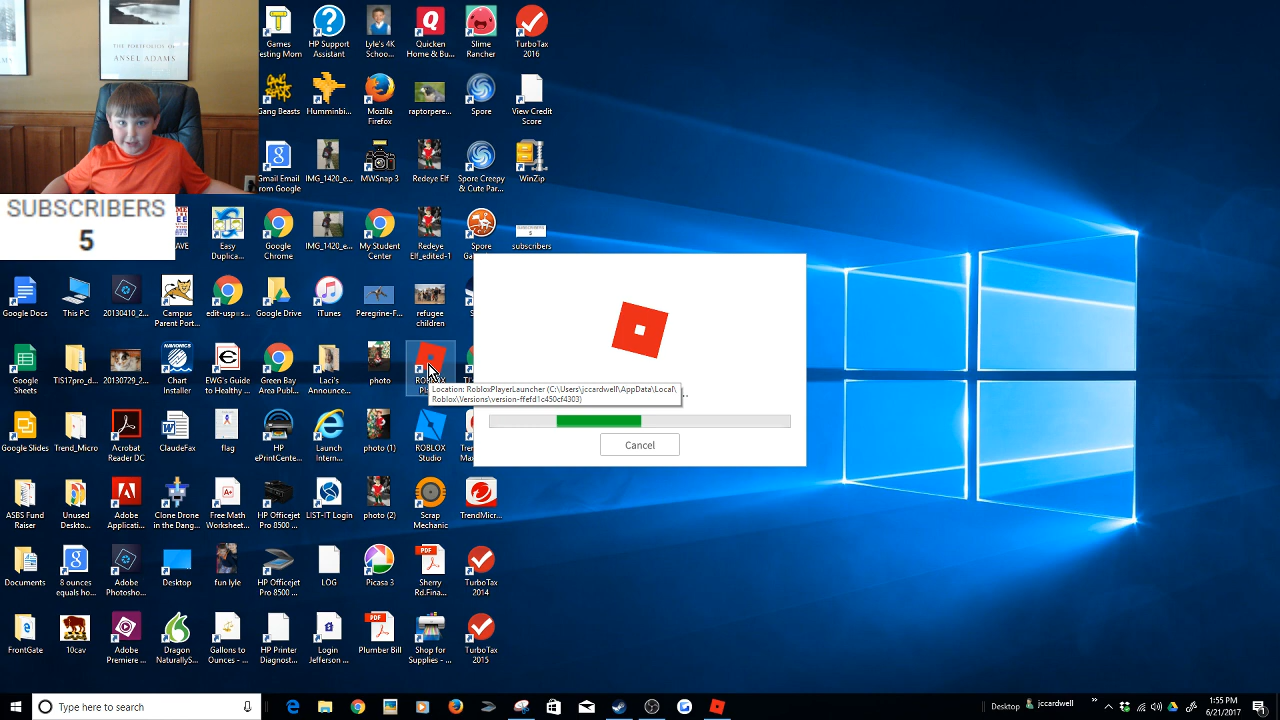 THE PORTFOLIOS OF
ANSEL ADAMS
SUBSCRIBERS
5
Games
esting Mom
HP Support
Assistant
Lyle's 4K
Schoo...
Quicken
Home & Bu...
Slime
Rancher
TurboTax
2016
Gang Beasts
Humminbi...
Mozilla
Firefox
raptorpere...
Spore
View Credit
Score
Gmail Email
from Google
IMG_1420_e...
MWSnap 3
Redeye Elf
Spore Creepy
& Cute Par...
WinZip
AVE
Easy
Duplica...
Google
Chrome
IMG_1420_e...
My Student
Center
Redeye
Elf_edited-1
Spore
Ga
subscribers
Google Docs
This PC
20130410_2...
Campus
Parent Port...
edit-usp=s...
Google Drive
iTunes
Peregrine-F...
refugee
children
Google
Sheets
TIS17pro_d...
20130729_2...
Chart
Installer
EWG's Guide
to Healthy ...
Green Bay
Area Publ...
Laci's
Announce...
photo
ROBLOX
Pl
Location: RobloxPlayerLauncher (C:\Users\jccardwell\AppData\Local\
Roblox\Versions\version-ffefd1c450cf4303)
Cancel
Google Slides
Trend_Micro
Acrobat
Reader DC
ClaudeFax
flag
HP
ePrintCente...
Launch
Intern...
photo (1)
ROBLOX
Studio
Tren
Ma
ASBS Fund
Raiser
Unused
Deskto...
Adobe
Applicati...
Clone Drone
in the Dang...
Free Math
Worksheet...
HP Officejet
Pro 8500 ...
LIST-IT Login
photo (2)
Scrap
Mechanic
TrendMicr...
Documents
8 ounces
equals ho...
Adobe
Photosho...
Desktop
fun lyle
HP Officejet
Pro 8500 ...
LOG
Picasa 3
Sherry
Rd.Fina...
TurboTax
2014
FrontGate
10cav
Adobe
Premiere ...
Dragon
NaturallyS...
Gallons to
Ounces - ...
HP Printer
Diagnost...
Login
Jefferson ...
Plumber Bill
Shop for
Supplies - ...
TurboTax
2015
Type here to search
Desktop
jccardwell
1:55 PM
6/21/2017